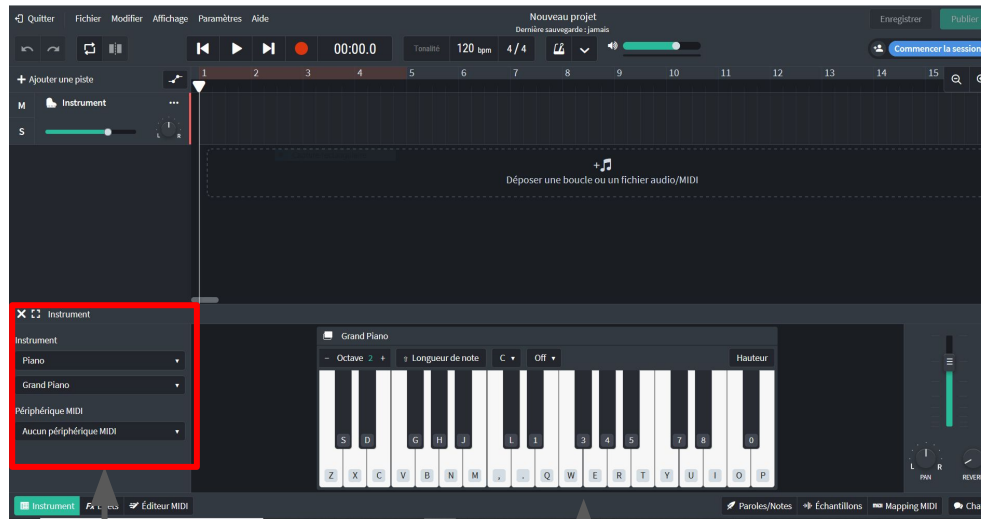 Quitter Fichier Modifier Affichage Paramètres Aide
Nouveau projet
Dernière sauvegarde : jamais
Enregistrer Publier
00:00.0 Tonalité 120 bpm 4 / 4
Commencer la session
+ Ajouter une piste
1 2 3 4 5 6 7 8 9 10 11 12 13 14 15
M Instrument ...
S L R
Déposer une boucle ou un fichier audio/MIDI
Instrument
Instrument
Piano
Grand Piano
Périphérique MIDI
Aucun périphérique MIDI
Grand Piano
- Octave 2 + Longueur de note C Off Hauteur
S D G H J L 1 3 4 5 7 8 0
Z X C V B N M , . Q W E R T Y U I O P
L R
PAN REVER
Instrument Éditeur MIDI Paroles/Notes Échantillons Mapping MIDI Cha